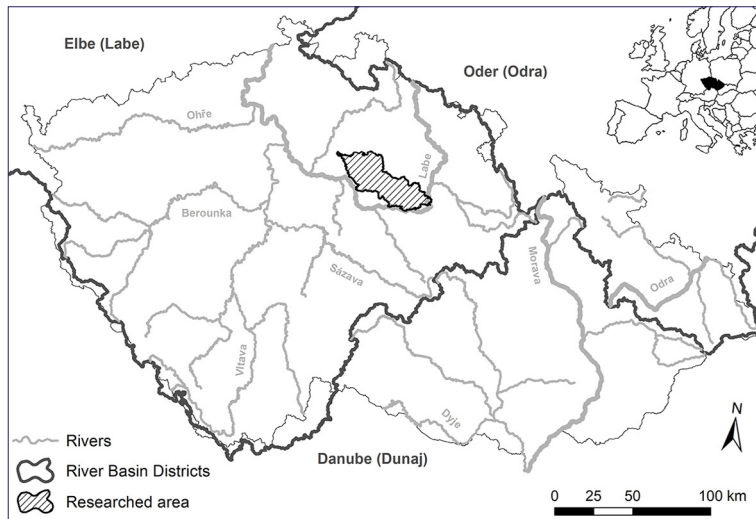 Elbe (Labe)
Oder (Odra)
Ohře
Labe
Berounka
Sázava
Morava
Odra
Vltava
Dyje
Danube (Dunaj)
N
Rivers
River Basin Districts
Researched area
0 25 50 100 km